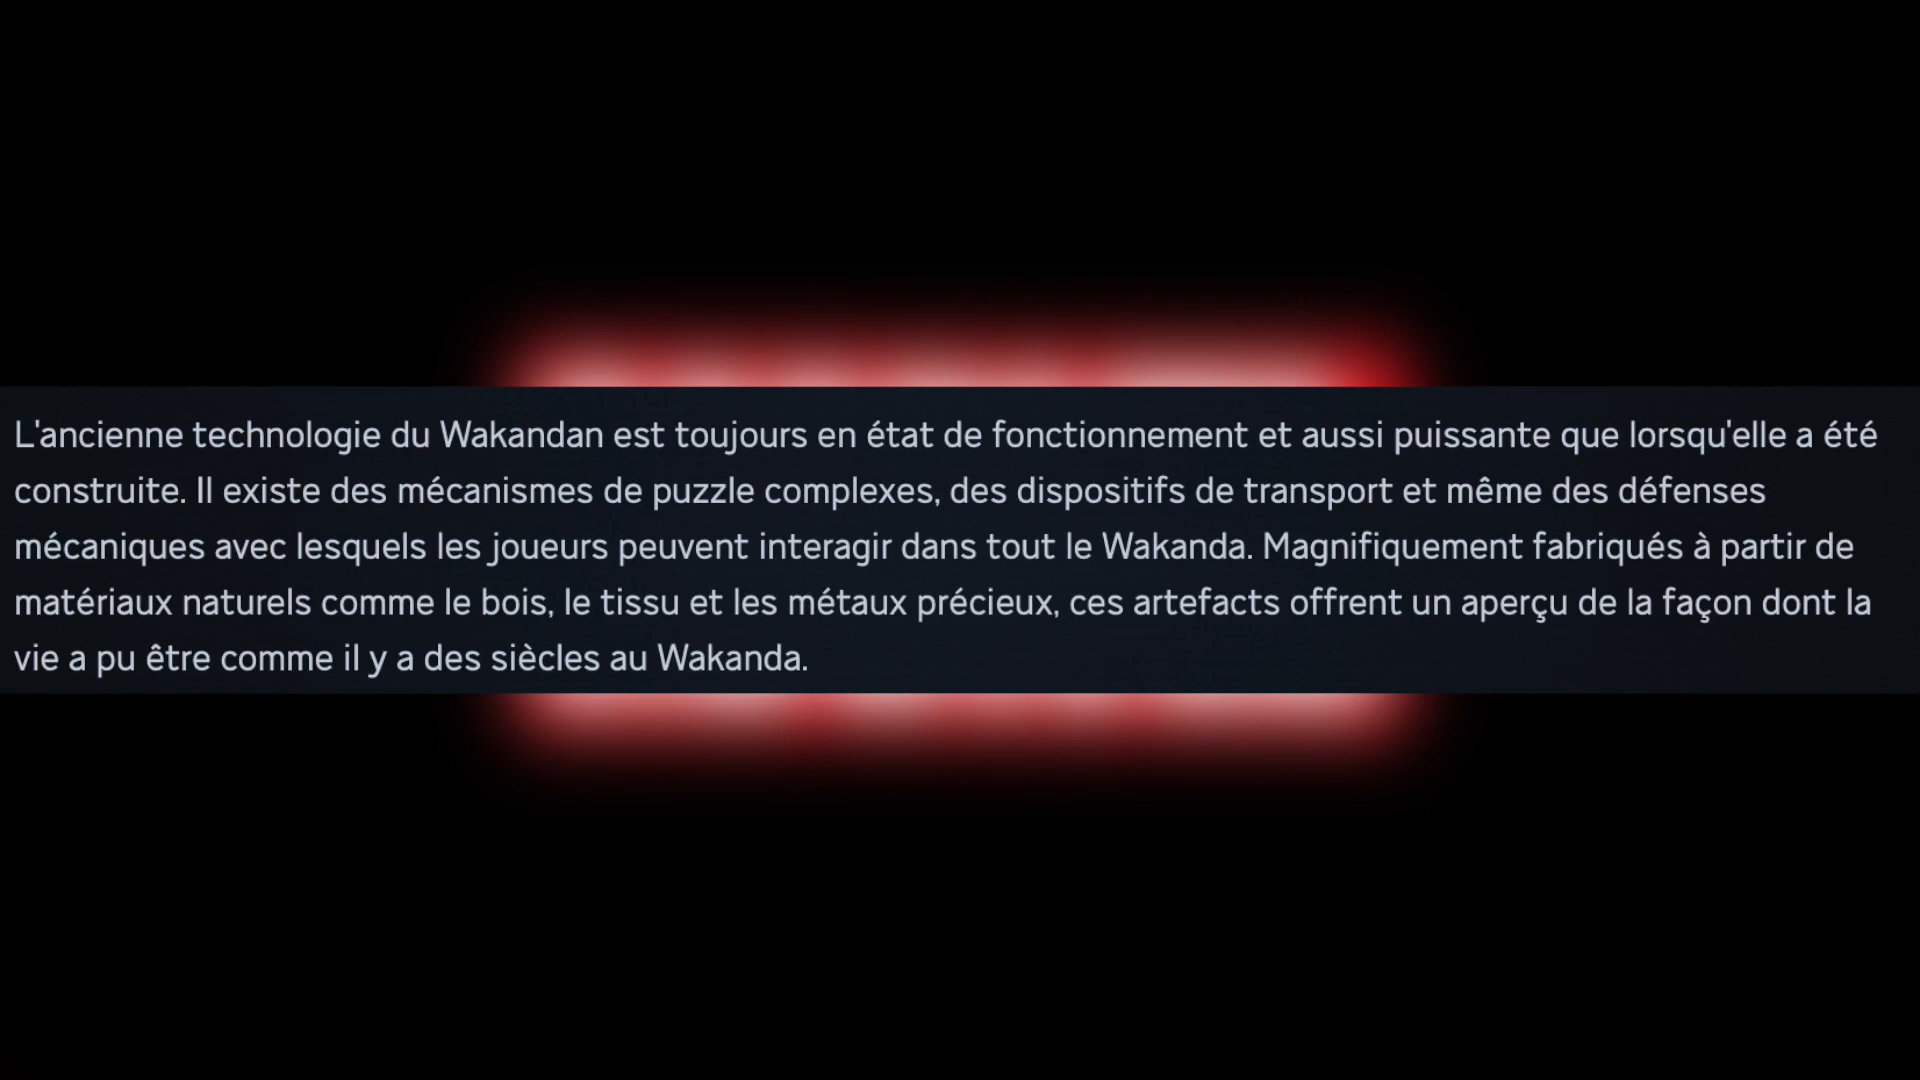 L'ancienne technologie du Wakandan est toujours en état de fonctionnement et aussi puissante que lorsqu'elle a été
construite. Il existe des mécanismes de puzzle complexes, des dispositifs de transport et même des défenses
mécaniques avec lesquels les joueurs peuvent interagir dans tout le Wakanda. Magnifiquement fabriqués à partir de
matériaux naturels comme le bois, le tissu et les métaux précieux, ces artefacts offrent un aperçu de la façon dont la
vie a pu être comme il y a des siècles au Wakanda.